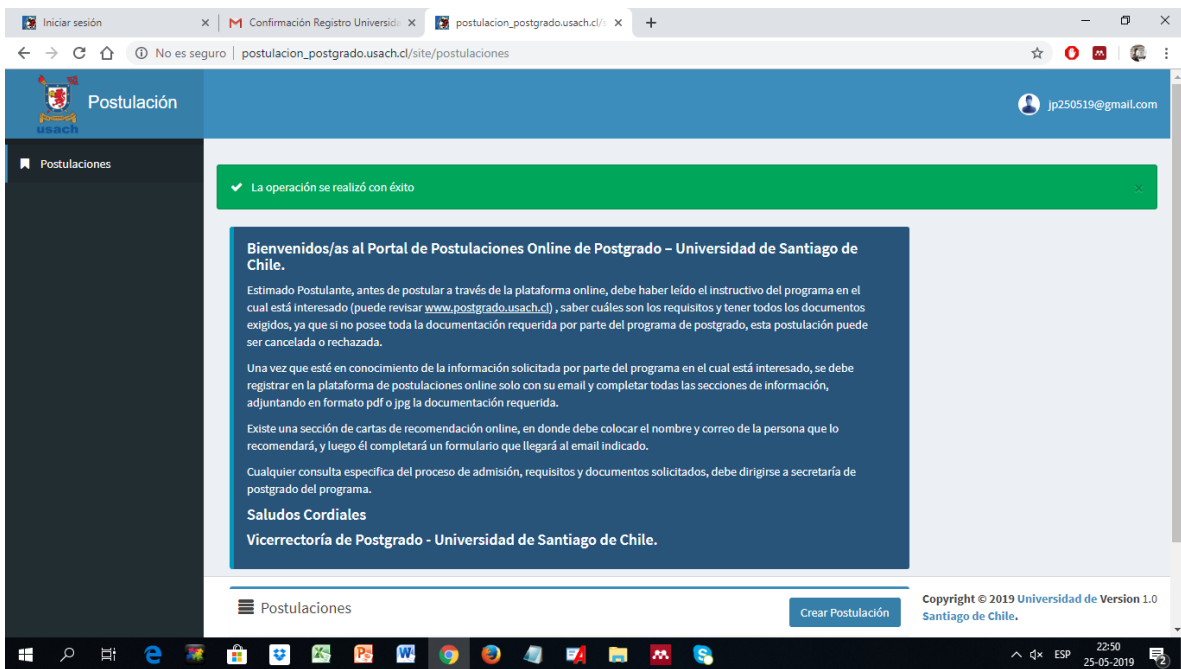 Iniciar sesión
Confirmación Registro Universida
postulacion_postgrado.usach.cl/s
No es seguro | postulacion_postgrado.usach.cl/site/postulaciones
usach
Postulación
jp250519@gmail.com
Postulaciones
La operación se realizó con éxito
×
Bienvenidos/as al Portal de Postulaciones Online de Postgrado – Universidad de Santiago de
Chile.
Estimado Postulante, antes de postular a través de la plataforma online, debe haber leído el instructivo del programa en el
cual está interesado (puede revisar www.postgrado.usach.cl) , saber cuáles son los requisitos y tener todos los documentos
exigidos, ya que si no posee toda la documentación requerida por parte del programa de postgrado, esta postulación puede
ser cancelada o rechazada.
Una vez que esté en conocimiento de la información solicitada por parte del programa en el cual está interesado, se debe
registrar en la plataforma de postulaciones online solo con su email y completar todas las secciones de información,
adjuntando en formato pdf o jpg la documentación requerida.
Existe una sección de cartas de recomendación online, en donde debe colocar el nombre y correo de la persona que lo
recomendará, y luego él completará un formulario que llegará al email indicado.
Cualquier consulta especifica del proceso de admisión, requisitos y documentos solicitados, debe dirigirse a secretaría de
postgrado del programa.
Saludos Cordiales
Vicerrectoría de Postgrado - Universidad de Santiago de Chile.
Postulaciones
Crear Postulación
Copyright © 2019 Universidad de Version 1.0
Santiago de Chile.
ESP
22:50
25-05-2019
2